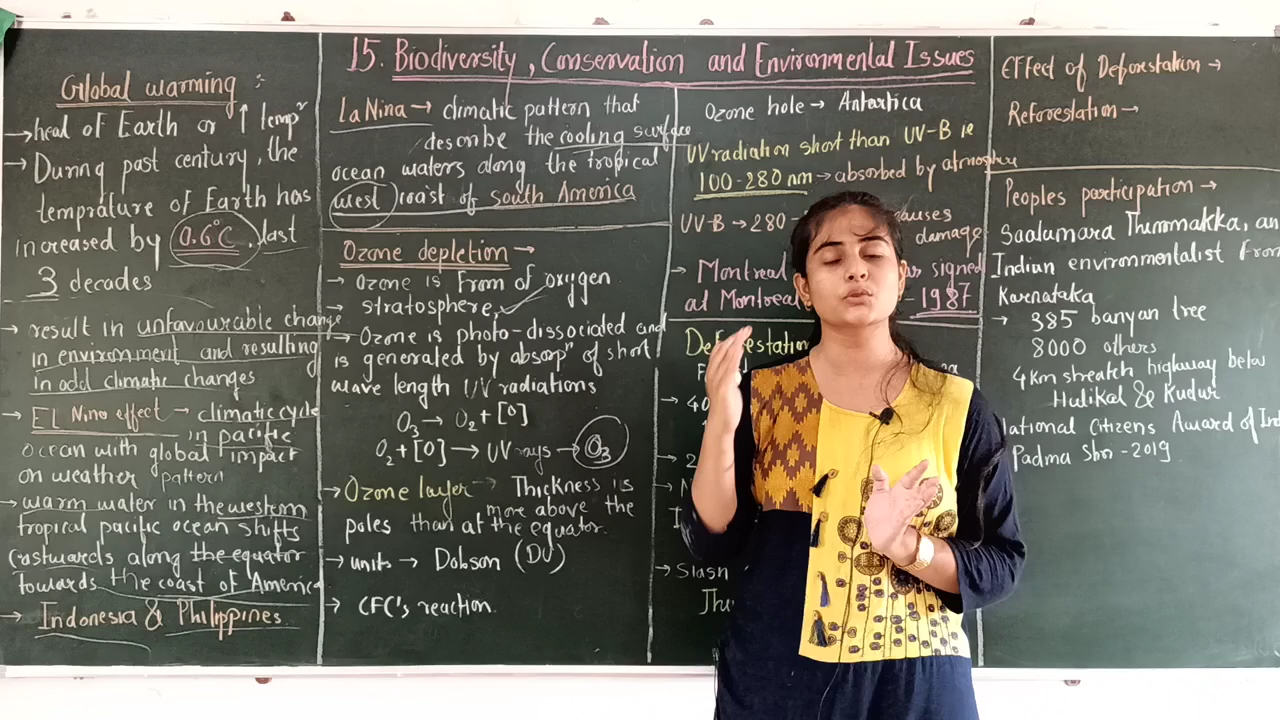 15. Biodiversity, Conservation and Environmental Issues
Global warming :
→ heat of Earth or ↑ tempr
→ During past century, the
temprature of Earth has
increased by 0.6°C, last
3 decades
→ result in unfavourable change
in environment and resulting
in odd climatic changes
→ EL Nino effect → climatic cycle
in pacific
ocean with global impact
on weather pattern
→ warm water in the western
tropical pacific ocean shifts
eastwards along the equator
towards the coast of America
→ Indonesia & Philippines
La Nina → climatic pattern that
describe the cooling surface
ocean waters along the tropical
west coast of South America
Ozone depletion →
→ Ozone is from of oxygen
→ stratosphere,
→ Ozone is photo-dissociated and
is generated by absorpn of short
wave length UV radiations
O3 → O2 + [O]
O2 + [O] → UV rays → O3
→ Ozone layer → Thickness is
more above the
poles than at the equator.
→ units → Dobson (DU)
→ CFC's reaction
Ozone hole → Antartica
UV radiation short than UV-B ie
100-280 nm → absorbed by atmosphere
UV-B → 280 - causes
damage
→ Montreal signed
at Montreal - 1987
Deforestation
→ 40
→ 2
→ Slash
Effect of Deforestation →
Reforestation →
Peoples participation →
Saalumara Thimmakka, an
Indian environmentalist from
Karnataka
→ 385 banyan tree
8000 others
4km streatch highway betw
Hulikal & Kudur
National Citizens Award of Ind
Padma Shri - 2019